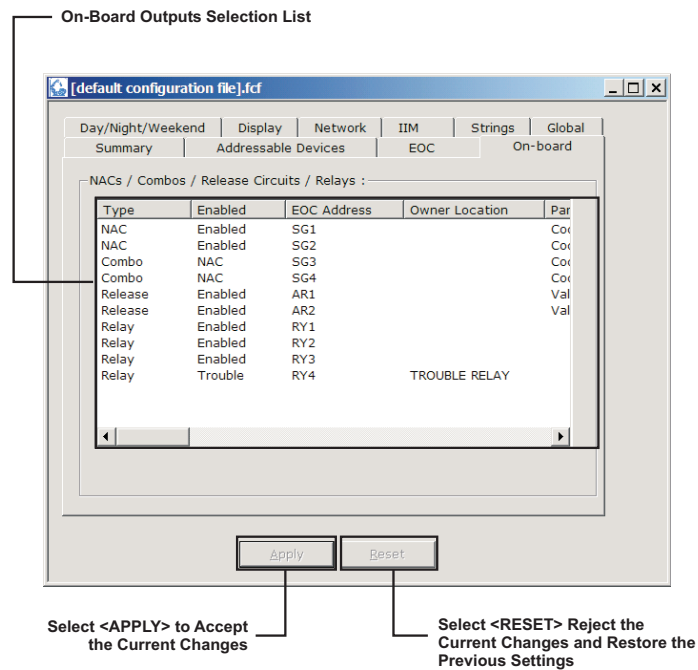 On-Board Outputs Selection List
[default configuration file].fcf
Day/Night/Weekend Display Network IIM Strings Global
Summary Addressable Devices EOC On-board
NACs / Combos / Release Circuits / Relays :
Type Enabled EOC Address Owner Location Par
NAC Enabled SG1 Coc
NAC Enabled SG2 Coc
Combo NAC SG3 Coc
Combo NAC SG4 Coc
Release Enabled AR1 Val
Release Enabled AR2 Val
Relay Enabled RY1
Relay Enabled RY2
Relay Enabled RY3
Relay Trouble RY4 TROUBLE RELAY
Apply Reset
Select <APPLY> to Accept
the Current Changes
Select <RESET> Reject the
Current Changes and Restore the
Previous Settings